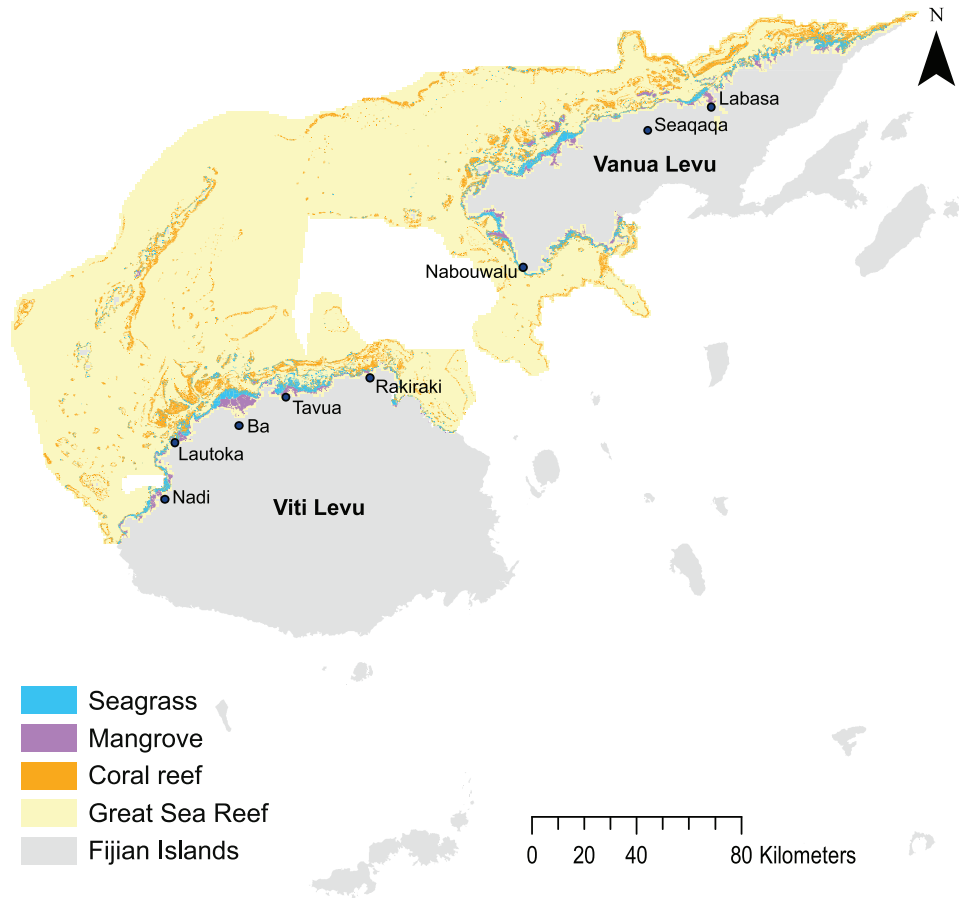 N
Labasa
Seaqaqa
Vanua Levu
Nabouwalu
Rakiraki
Tavua
Ba
Lautoka
Nadi
Viti Levu
Seagrass
Mangrove
Coral reef
Great Sea Reef
Fijian Islands
0 20 40 80 Kilometers